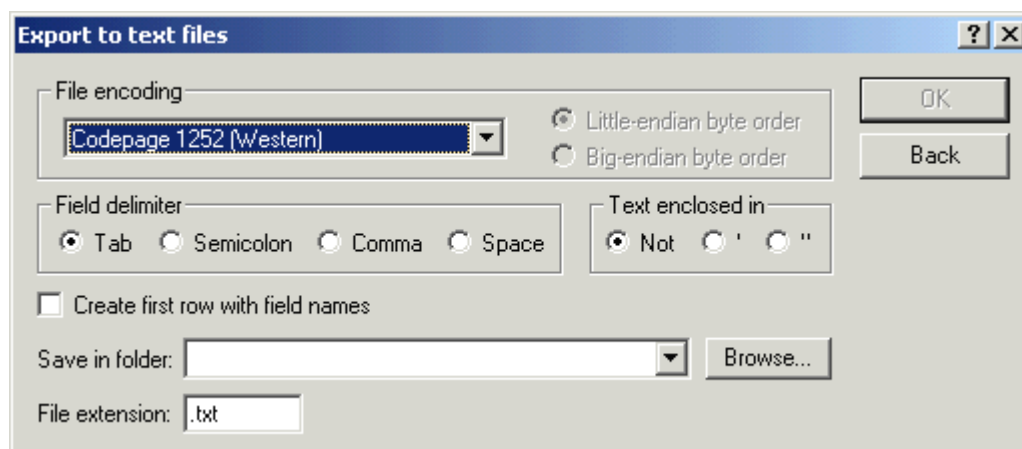 Export to text files
File encoding
Codepage 1252 (Western)
Little-endian byte order
Big-endian byte order
OK
Back
Field delimiter
Tab Semicolon Comma Space
Text enclosed in
Not ' "
Create first row with field names
Save in folder:
Browse...
File extension: .txt